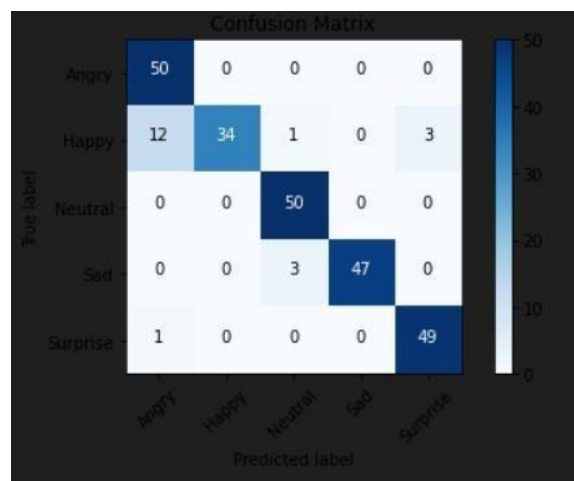 Confusion Matrix
Angry 50 0 0 0 0 50
40
Happy 12 34 1 0 3
30
True label
Neutral 0 0 50 0 0
20
Sad 0 0 3 47 0
10
Surprise 1 0 0 0 49
0
Angry Happy Neutral Sad Surprise
Predicted label